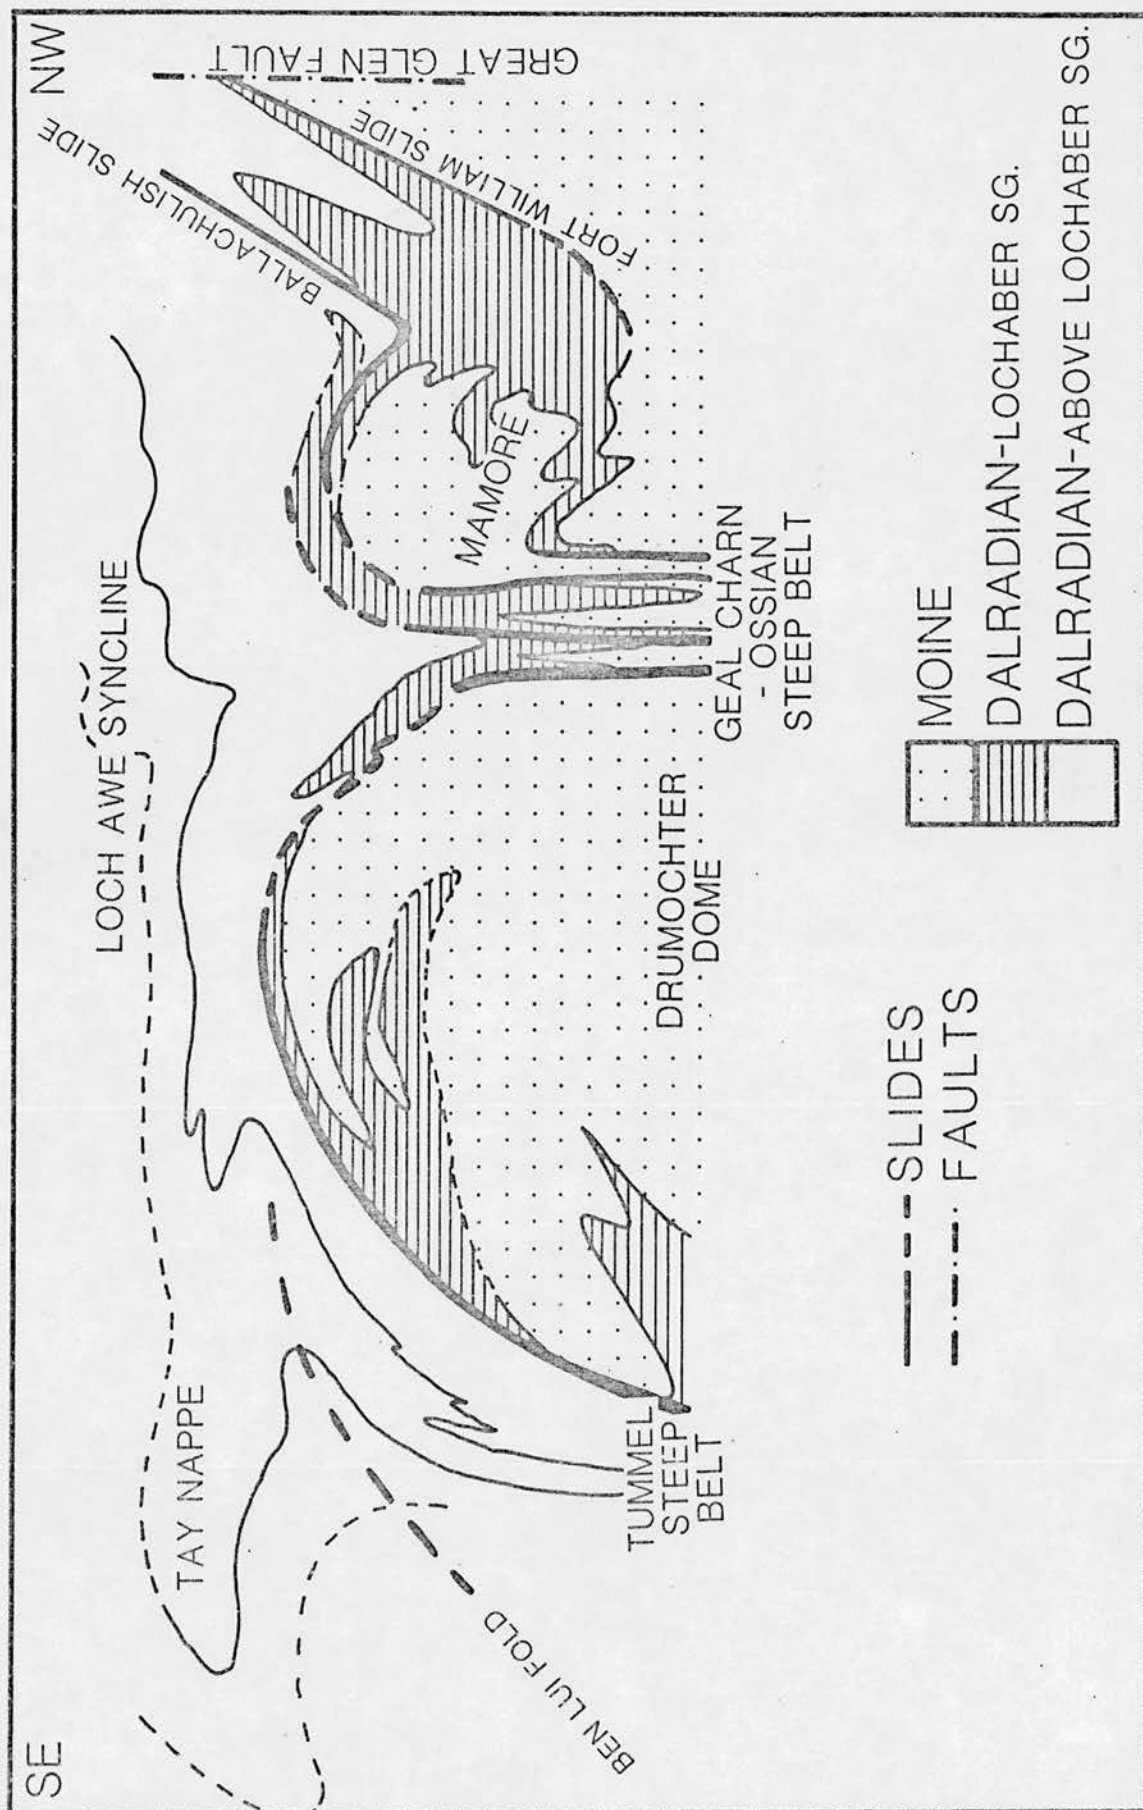 SE
NW
LOCH AWE SYNCLINE
TAY NAPPE
BALLACHULISH SLIDE
GREAT GLEN FAULT
FORT WILLIAM SLIDE
MAMORE
BEN LUI FOLD
TUMMEL
STEEP
BELT
DRUMOCHTER
DOME
GEAL CHARN
- OSSIAN
STEEP BELT
SLIDES
FAULTS
MOINE
DALRADIAN-LOCHABER SG.
DALRADIAN-ABOVE LOCHABER SG.